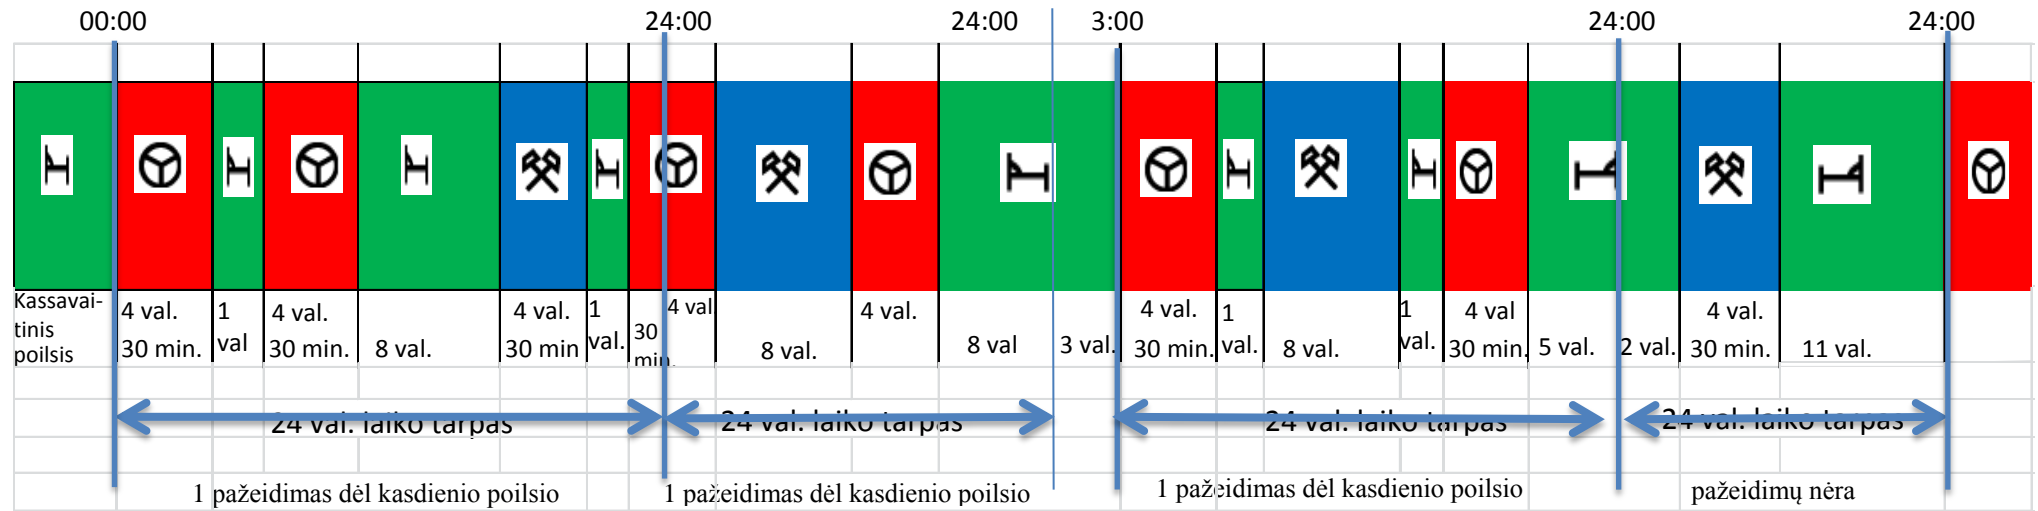 00:00 24:00 24:00 3:00 24:00 24:00
Kassavai-
tinis
poilsis
4 val.
30 min.
1
val
4 val.
30 min.
8 val.
4 val.
30 min
1
val.
30
min.
4 val
8 val.
4 val.
8 val
3 val.
4 val.
30 min.
1
val.
8 val.
1
val.
4 val
30 min.
5 val.
2 val.
4 val.
30 min.
11 val.
24 val. laiko tarpas 24 val. laiko tarpas 24 val. laiko tarpas 24 val. laiko tarpas
1 pažeidimas dėl kasdienio poilsio 1 pažeidimas dėl kasdienio poilsio 1 pažeidimas dėl kasdienio poilsio pažeidimų nėra